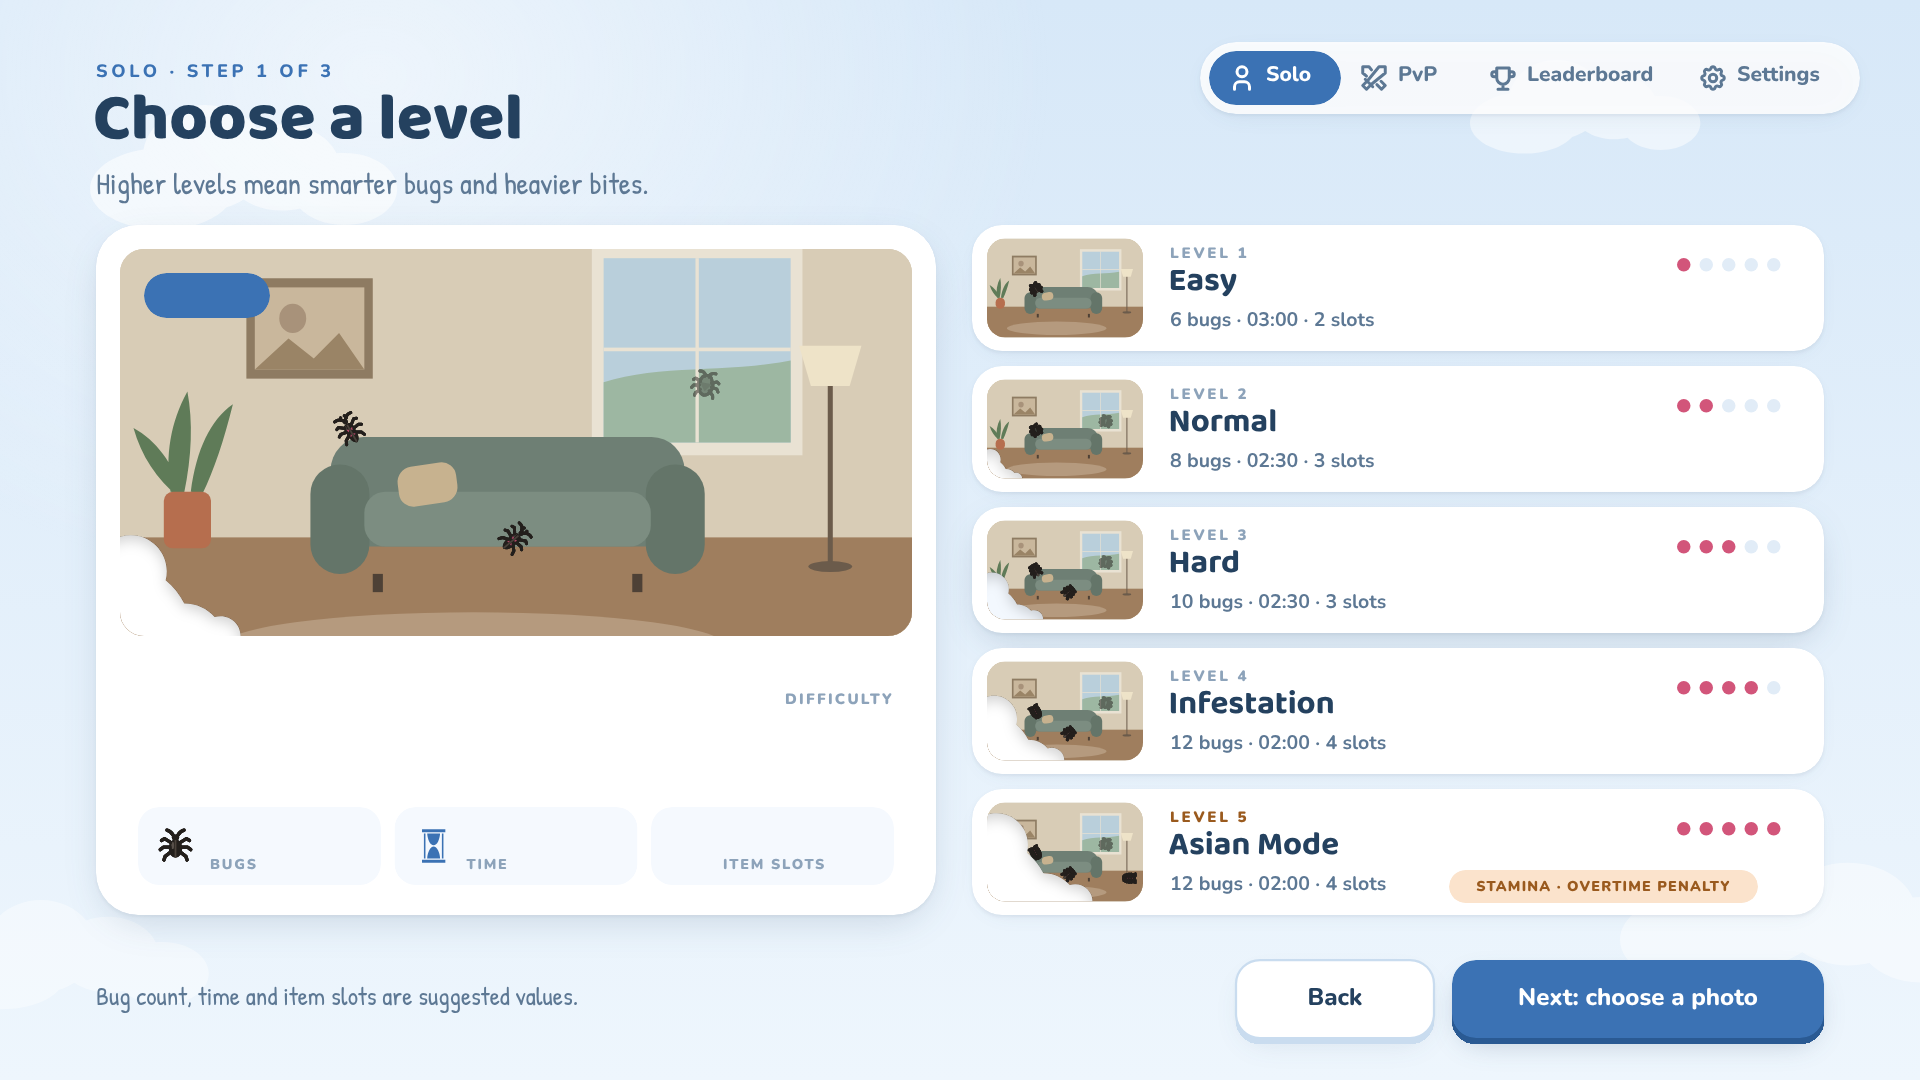 SOLO · STEP 1 OF 3
Choose a level
Higher levels mean smarter bugs and heavier bites.
Solo
PvP
Leaderboard
Settings
DIFFICULTY
BUGS
TIME
ITEM SLOTS
LEVEL 1
Easy
6 bugs · 03:00 · 2 slots
LEVEL 2
Normal
8 bugs · 02:30 · 3 slots
LEVEL 3
Hard
10 bugs · 02:30 · 3 slots
LEVEL 4
Infestation
12 bugs · 02:00 · 4 slots
LEVEL 5
Asian Mode
12 bugs · 02:00 · 4 slots
STAMINA · OVERTIME PENALTY
Bug count, time and item slots are suggested values.
Back
Next: choose a photo